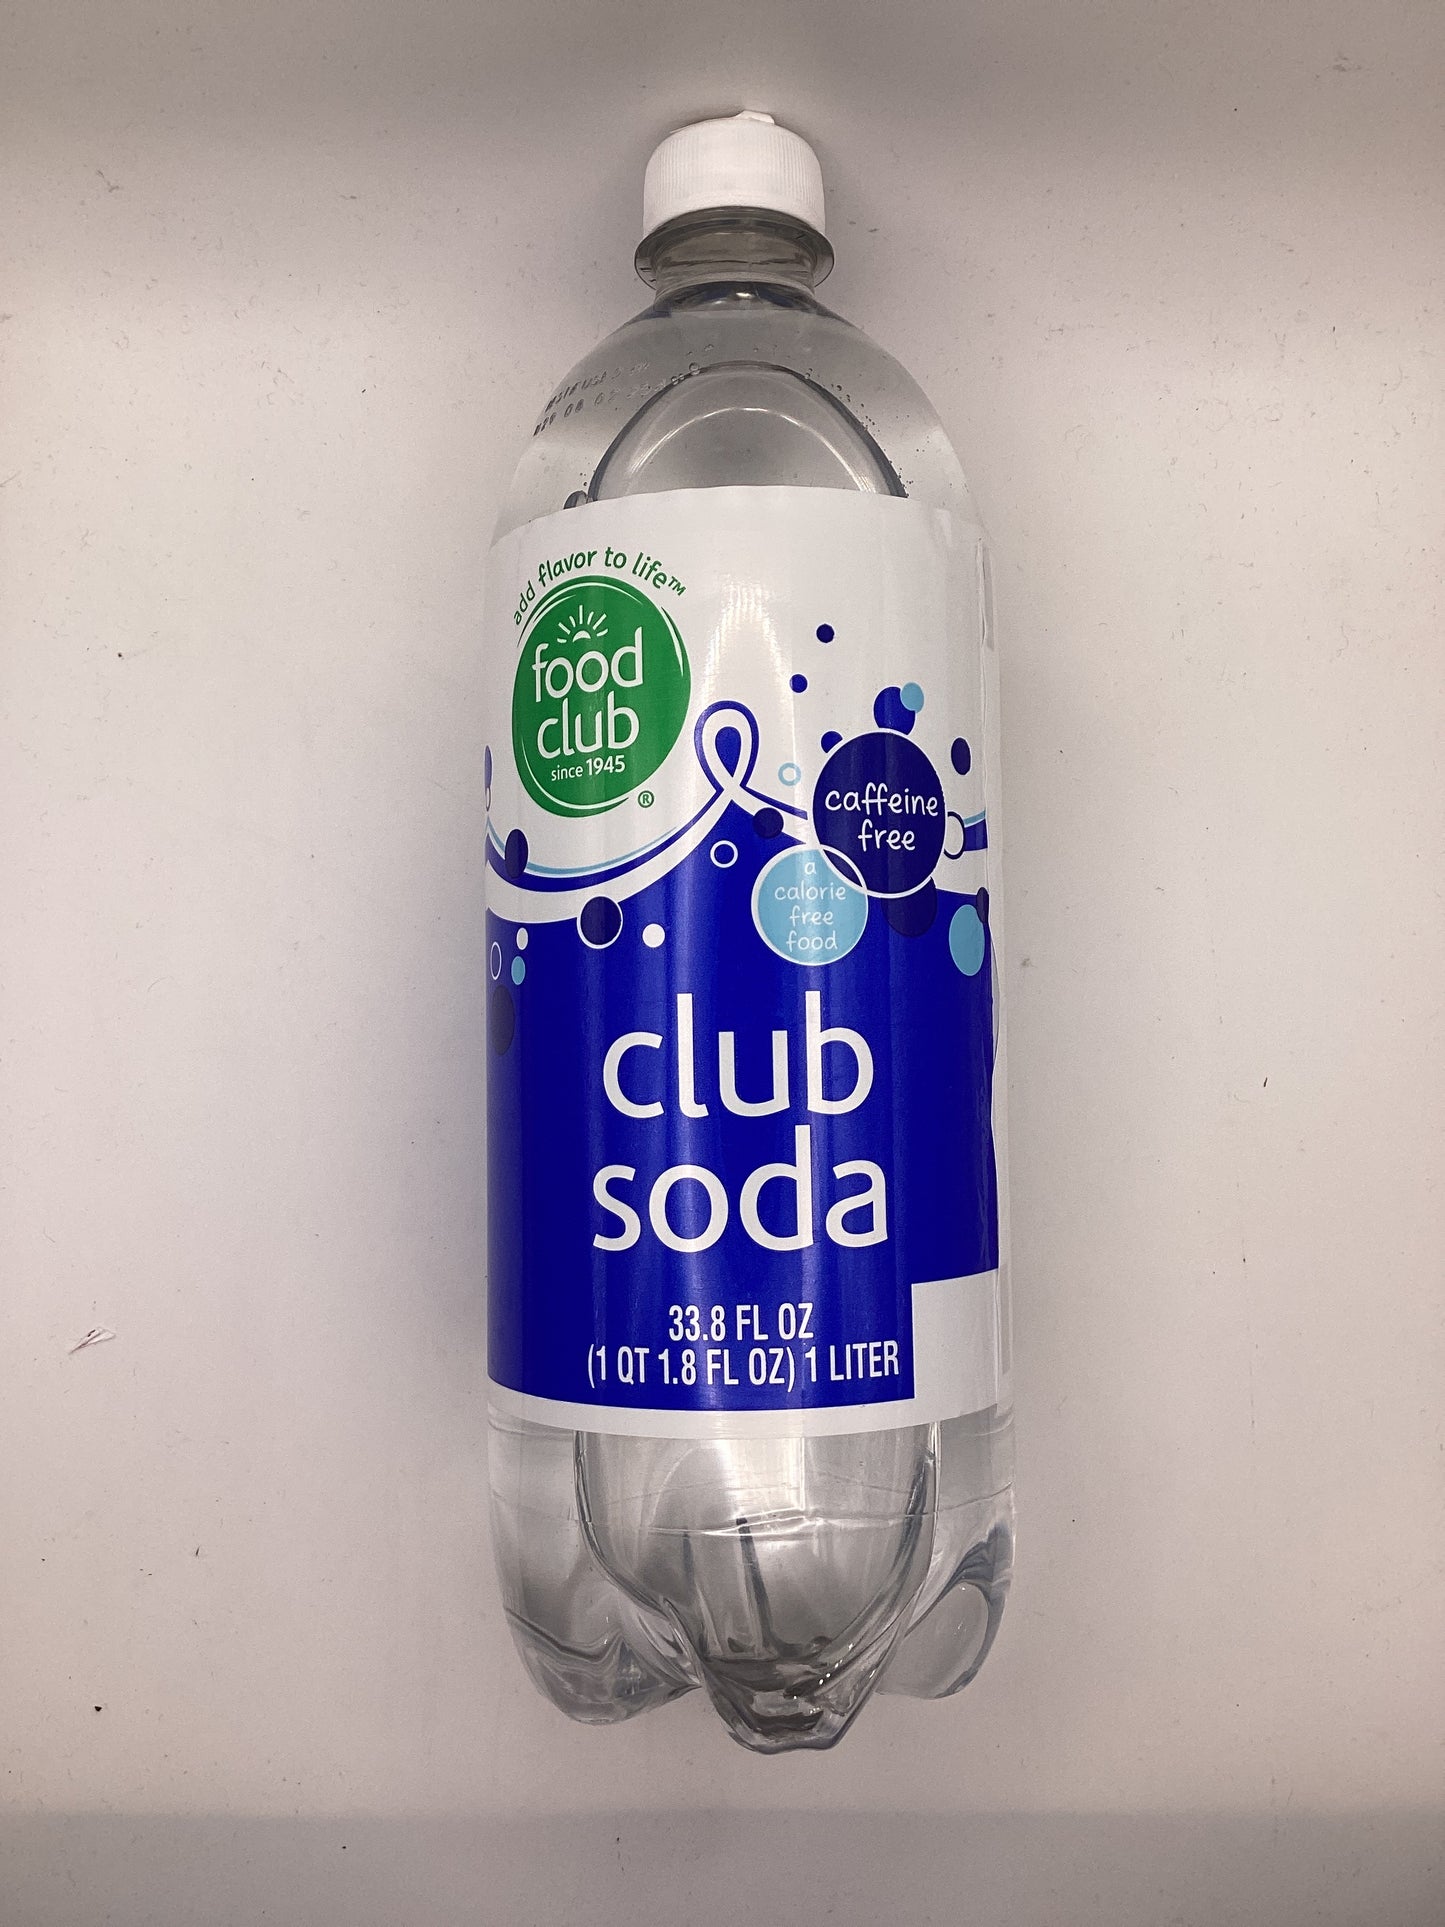 add flavor to life™
food
club
since 1945
®
caffeine
free
a
calorie
free
food
club
soda
33.8 FL OZ
(1 QT 1.8 FL OZ) 1 LITER